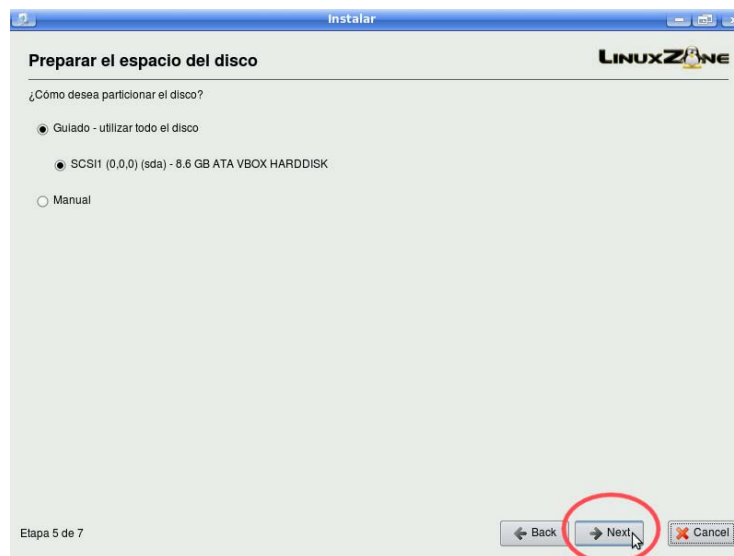 Instalar
Preparar el espacio del disco
LINUXZONE
¿Cómo desea particionar el disco?
Guiado - utilizar todo el disco
SCSI1 (0,0,0) (sda) - 8.6 GB ATA VBOX HARDDISK
Manual
Etapa 5 de 7
Back
Next
Cancel